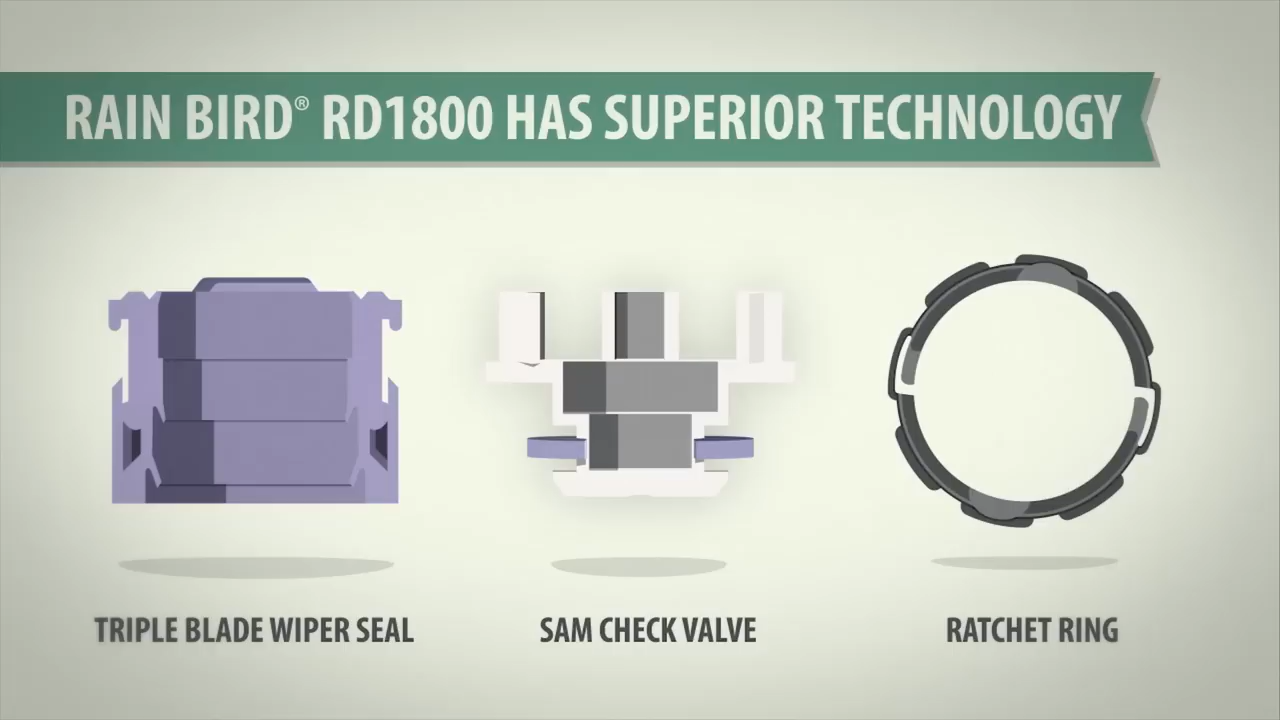 RAIN BIRD® RD1800 HAS SUPERIOR TECHNOLOGY
TRIPLE BLADE WIPER SEAL
SAM CHECK VALVE
RATCHET RING